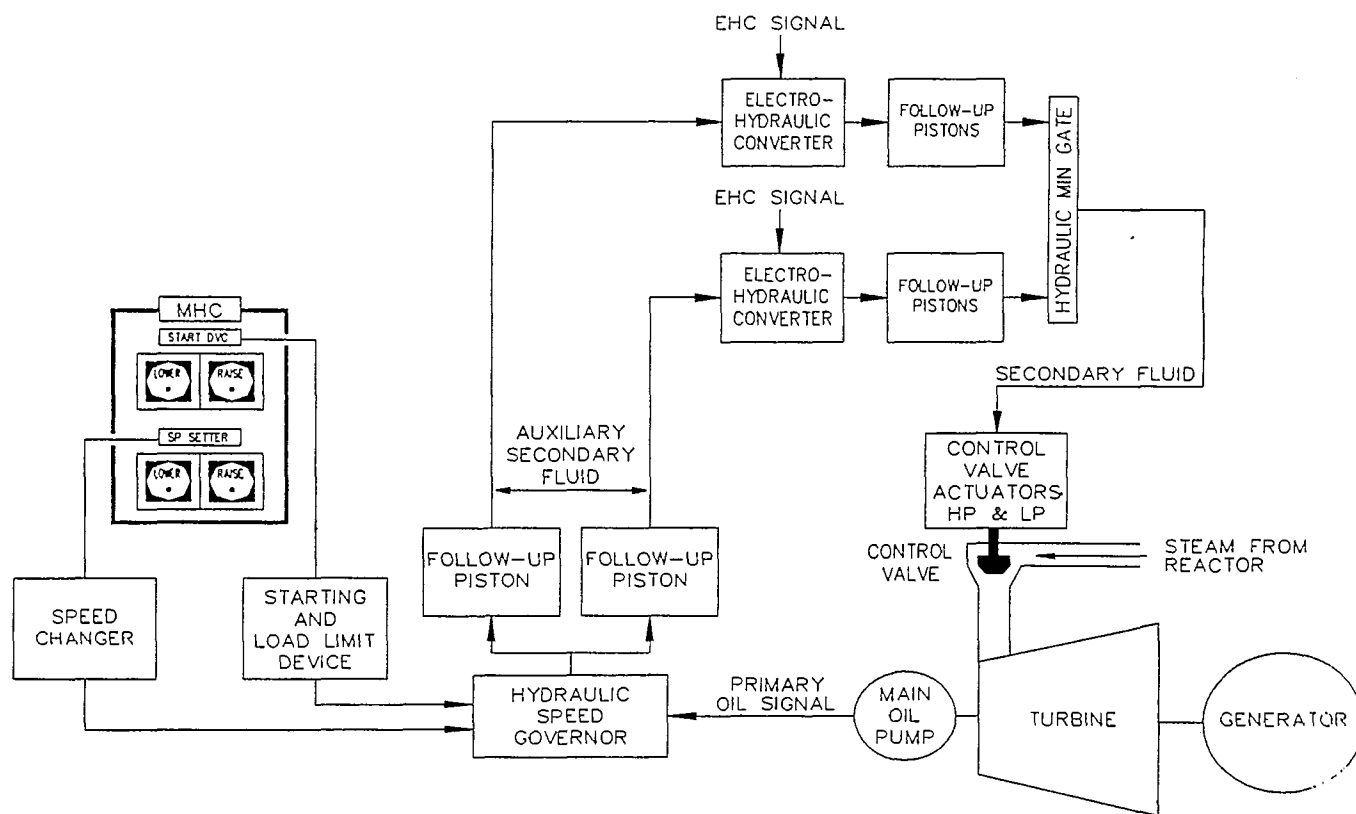 EHC SIGNAL
ELECTRO-
HYDRAULIC
CONVERTER
FOLLOW-UP
PISTONS
HYDRAULIC MIN GATE
EHC SIGNAL
ELECTRO-
HYDRAULIC
CONVERTER
FOLLOW-UP
PISTONS
MHC
START DVC
LOWER
RAISE
SP SETTER
LOWER
RAISE
AUXILIARY
SECONDARY
FLUID
SECONDARY FLUID
CONTROL
VALVE
ACTUATORS
HP & LP
FOLLOW-UP
PISTON
FOLLOW-UP
PISTON
CONTROL
VALVE
STEAM FROM
REACTOR
SPEED
CHANGER
STARTING
AND
LOAD LIMIT
DEVICE
HYDRAULIC
SPEED
GOVERNOR
PRIMARY
OIL SIGNAL
MAIN
OIL
PUMP
TURBINE
GENERATOR